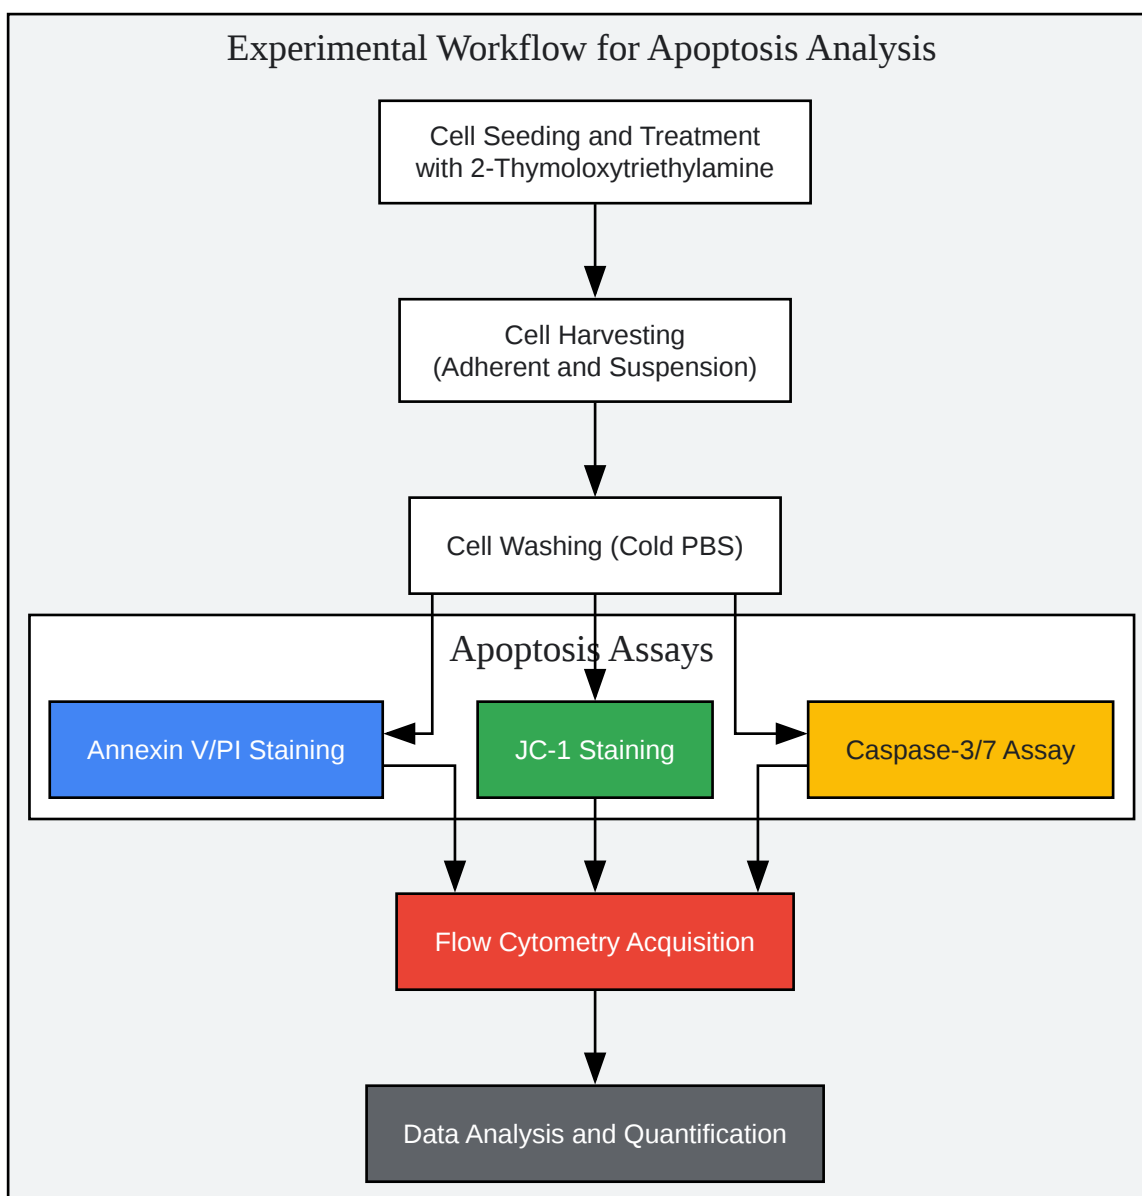 Experimental Workflow for Apoptosis Analysis
Cell Seeding and Treatment
with 2-Thymoloxytriethylamine
Cell Harvesting
(Adherent and Suspension)
Cell Washing (Cold PBS)
Apoptosis Assays
Annexin V/PI Staining
JC-1 Staining
Caspase-3/7 Assay
Flow Cytometry Acquisition
Data Analysis and Quantification